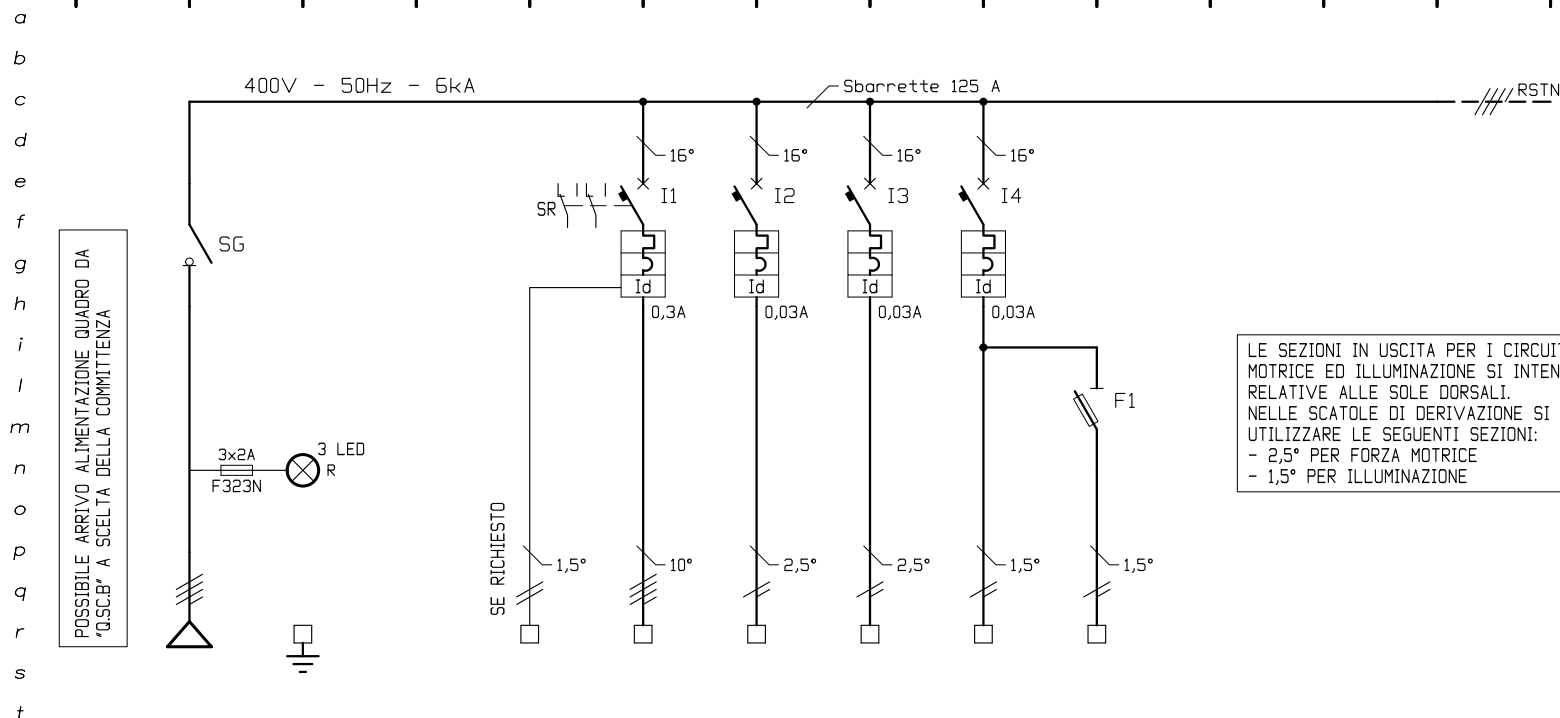 a
b
c
d
e
f
g
h
i
l
m
n
o
p
q
r
s
t
400V - 50Hz - 6kA
Sbarrette 125 A
RSTN
16°
16°
16°
16°
SR
I1
I2
I3
I4
SG
Id
Id
Id
Id
0,3A
0,03A
0,03A
0,03A
POSSIBILE ARRIVO ALIMENTAZIONE QUADRO DA
"Q.SC.B" A SCELTA DELLA COMMITTENZA
F1
3x2A
F323N
3 LED
R
SE RICHIESTO
1,5°
10°
2,5°
2,5°
1,5°
1,5°
LE SEZIONI IN USCITA PER I CIRCUIT
MOTRICE ED ILLUMINAZIONE SI INTEN
RELATIVE ALLE SOLE DORSALI.
NELLE SCATOLE DI DERIVAZIONE SI
UTILIZZARE LE SEGUENTI SEZIONI:
- 2,5° PER FORZA MOTRICE
- 1,5° PER ILLUMINAZIONE